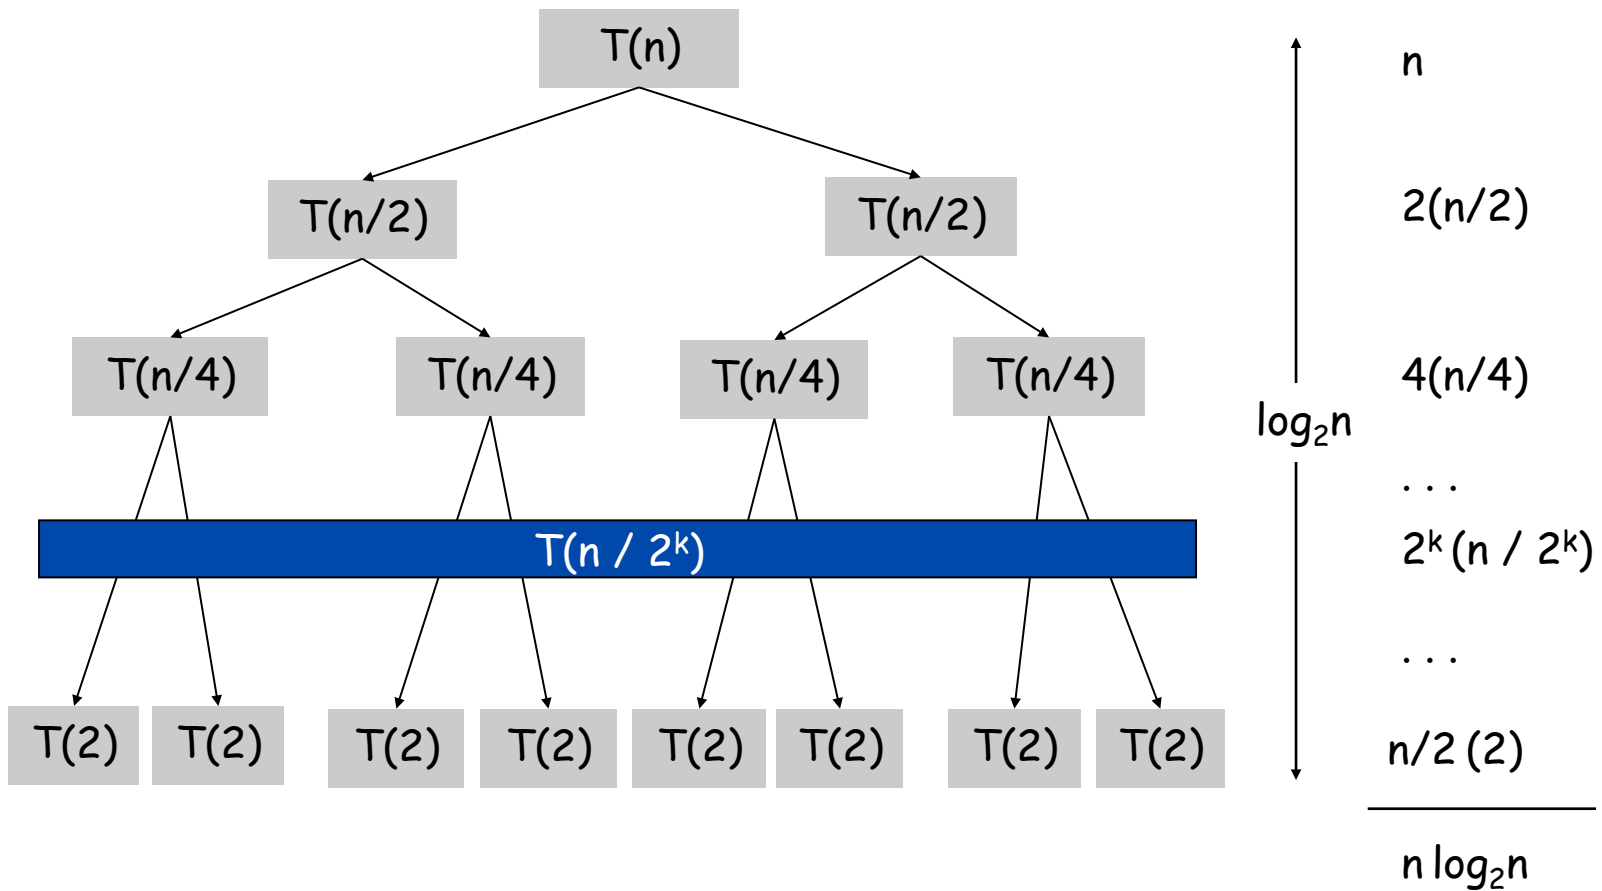 T(n)
n
T(n/2) T(n/2)
2(n/2)
T(n/4) T(n/4) T(n/4) T(n/4)
4(n/4)
log₂n
. . .
T(n / 2ᵏ)
2ᵏ (n / 2ᵏ)
. . .
T(2) T(2) T(2) T(2) T(2) T(2) T(2) T(2)
n/2 (2)
n log₂n